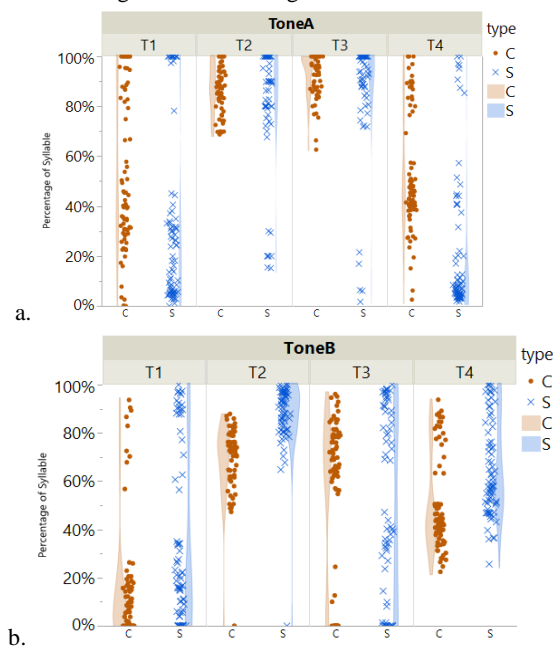 ToneA
type
T1 T2 T3 T4
C
S
C
S
100%
80%
60%
40%
20%
0%
Percentage of Syllable
C S C S C S C S
a.
ToneB
type
T1 T2 T3 T4
C
S
C
S
100%
80%
60%
40%
20%
0%
Percentage of Syllable
C S C S C S C S
b.